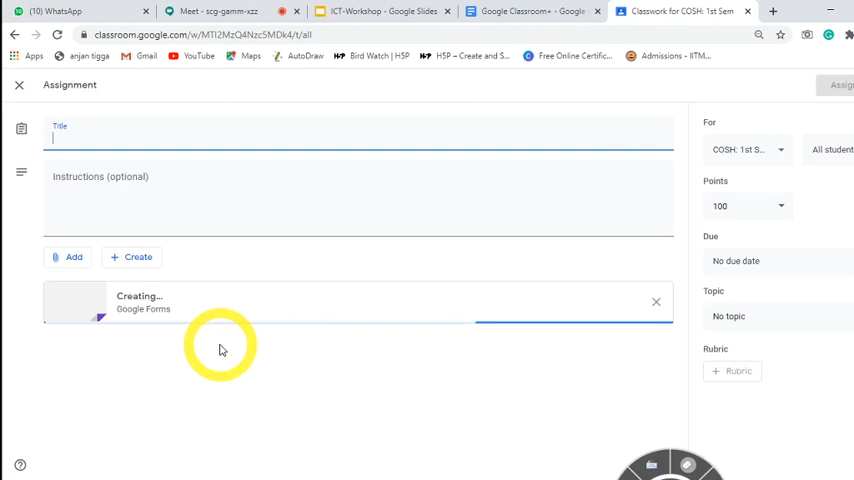 (10) WhatsApp
Meet - scg-gamm-xzz
ICT-Workshop - Google Slides
Google Classroom+ - Google
Classwork for COSH: 1st Sem
classroom.google.com/w/MTI2MzQ4Nzc5MDk4/t/all
Apps
anjan tigga
Gmail
YouTube
Maps
AutoDraw
H5P
Bird Watch | H5P
H5P
H5P – Create and S...
Free Online Certific...
Admissions - IITM...
Assignment
Assign
Title
Instructions (optional)
Add
Create
Creating...
Google Forms
For
COSH: 1st S...
All student
Points
100
Due
No due date
Topic
No topic
Rubric
Rubric